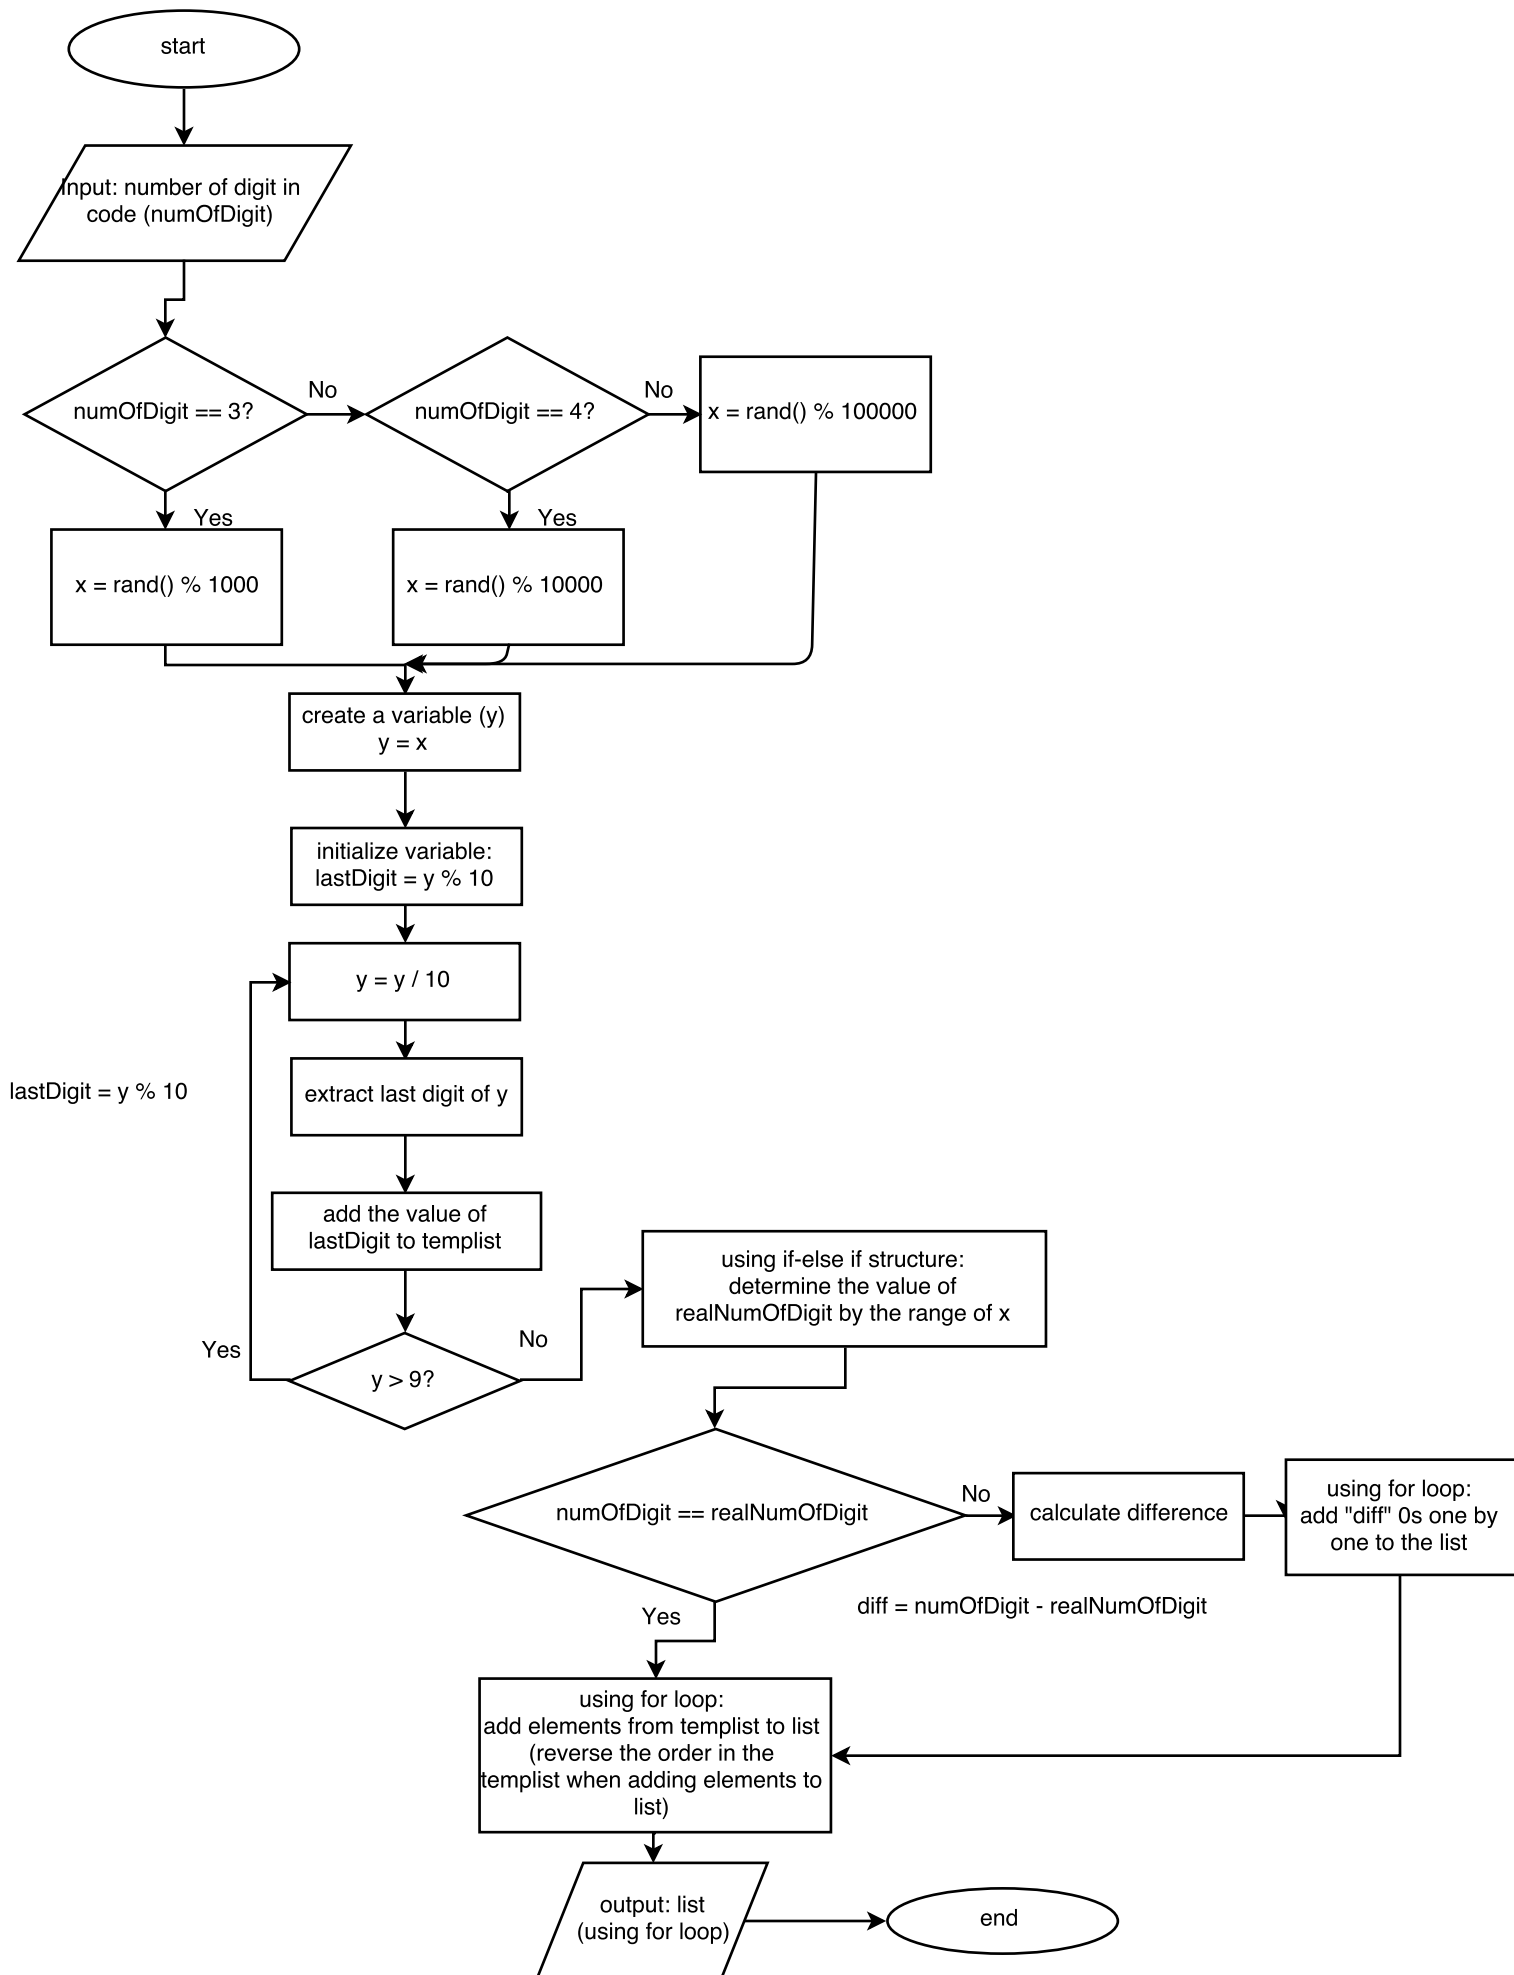 start
Input: number of digit in
code (numOfDigit)
numOfDigit == 3?
No
numOfDigit == 4?
No
x = rand() % 100000
Yes
Yes
x = rand() % 1000
x = rand() % 10000
create a variable (y)
y = x
initialize variable:
lastDigit = y % 10
y = y / 10
lastDigit = y % 10
extract last digit of y
add the value of
lastDigit to templist
Yes
y > 9?
No
using if-else if structure:
determine the value of
realNumOfDigit by the range of x
numOfDigit == realNumOfDigit
No
calculate difference
using for loop:
add "diff" 0s one by
one to the list
diff = numOfDigit - realNumOfDigit
Yes
using for loop:
add elements from templist to list
(reverse the order in the
templist when adding elements to
list)
output: list
(using for loop)
end